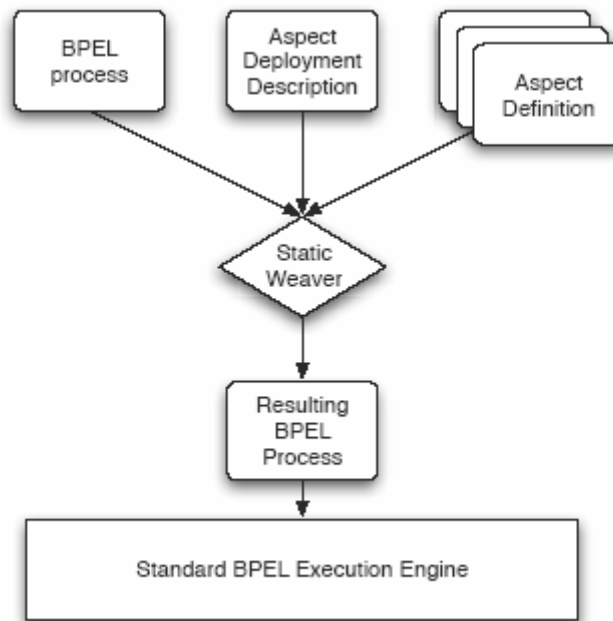 BPEL
process
Aspect
Deployment
Description
Aspect
Definition
Static
Weaver
Resulting
BPEL
Process
Standard BPEL Execution Engine